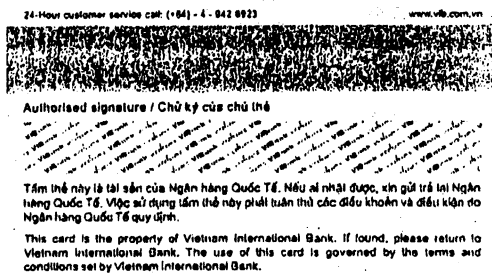 24-Hour customer service call: (+84) - 4 - 942 6923 www.vib.com.vn
Authorised signature / Chữ ký của chủ thẻ
Tấm thẻ này là tài sản của Ngân hàng Quốc Tế. Nếu ai nhặt được, xin gửi trả lại Ngân
hàng Quốc Tế. Việc sử dụng tấm thẻ này phải tuân thủ các điều khoản và điều kiện do
Ngân hàng Quốc Tế quy định.
This card is the property of Vietnam International Bank. If found, please return to
Vietnam International Bank. The use of this card is governed by the terms and
conditions set by Vietnam International Bank.